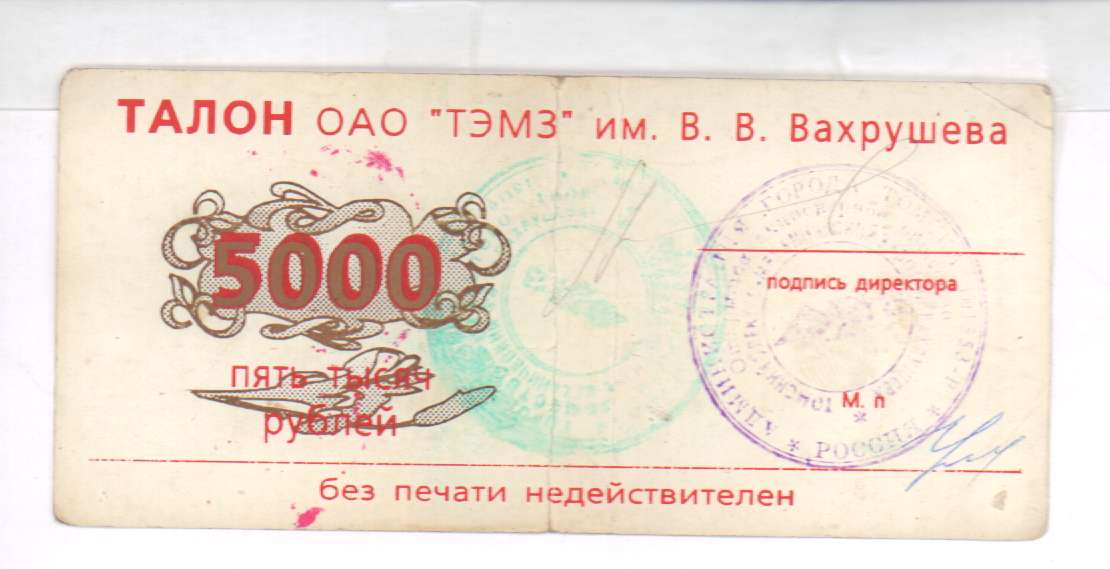 ТАЛОН ОАО "ТЭМЗ" им. В. В. Вахрушева
5000
подпись директора
пять тысяч
рублей
М. п
РОССИЯ
без печати недействителен